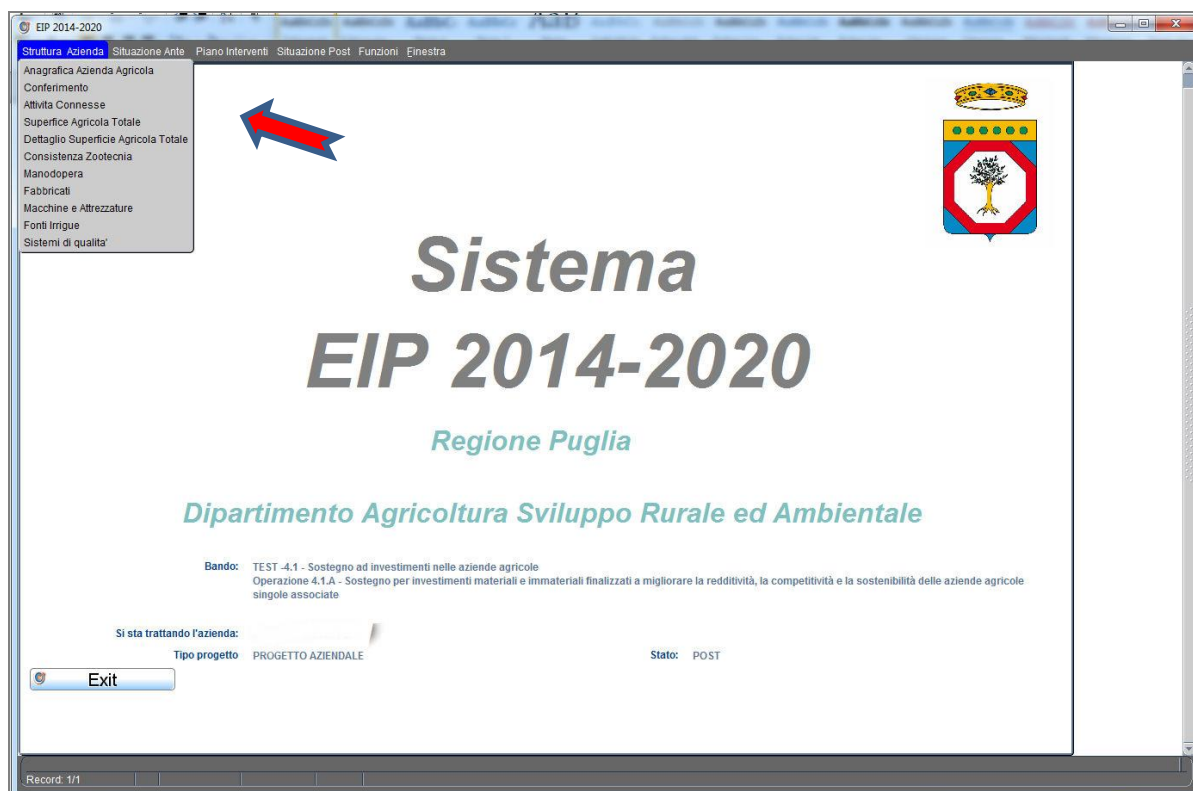 EIP 2014-2020
Struttura Azienda Situazione Ante Piano Interventi Situazione Post Funzioni Finestra
Anagrafica Azienda Agricola
Conferimento
Attivita Connesse
Superfice Agricola Totale
Dettaglio Superficie Agricola Totale
Consistenza Zootecnia
Manodopera
Fabbricati
Macchine e Attrezzature
Fonti Irrigue
Sistemi di qualita'
Sistema
EIP 2014-2020
Regione Puglia
Dipartimento Agricoltura Sviluppo Rurale ed Ambientale
Bando: TEST -4.1 - Sostegno ad investimenti nelle aziende agricole
Operazione 4.1.A - Sostegno per investimenti materiali e immateriali finalizzati a migliorare la redditività, la competitività e la sostenibilità delle aziende agricole
singole associate
Si sta trattando l'azienda:
Tipo progetto PROGETTO AZIENDALE Stato: POST
Exit
Record: 1/1